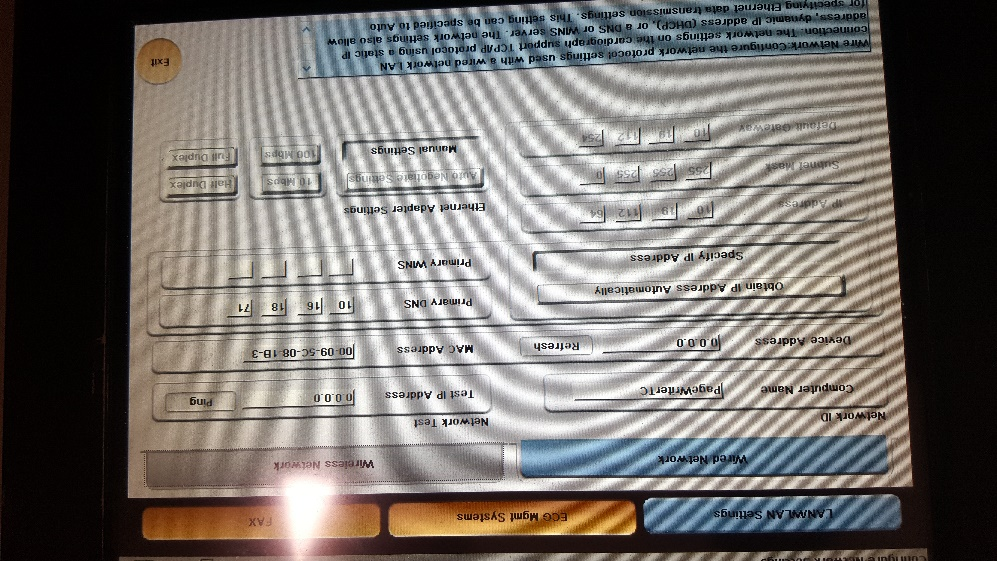 Configure Network Settings
LAN/WLAN Settings
ECG Mgmt Systems
FAX
Wired Network
Wireless Network
Network ID
Network Test
Computer Name PageWriterTC
Test IP Address 0.0.0.0 Ping
Device Address 0.0.0.0 Refresh
MAC Address 00-09-5C-08-1B-3
Obtain IP Address Automatically
Specify IP Address
Primary DNS 10 16 18 71
Primary WINS
IP Address 10 19 112 64
Subnet Mask 255 255 255 0
Default Gateway 10 19 112 254
Ethernet Adapter Settings
Auto Negotiate Settings 10 Mbps Half Duplex
Manual Settings 100 Mbps Full Duplex
Wire Network:Configure the network protocol settings used with a wired network LAN
connection. The network settings on the cardiograph support TCP/IP protocol using a static IP
address, dynamic IP address (DHCP), or a DNS or WINS server. The network settings also allow
for specifying Ethernet data transmission settings. This setting can be specified to Auto
Exit